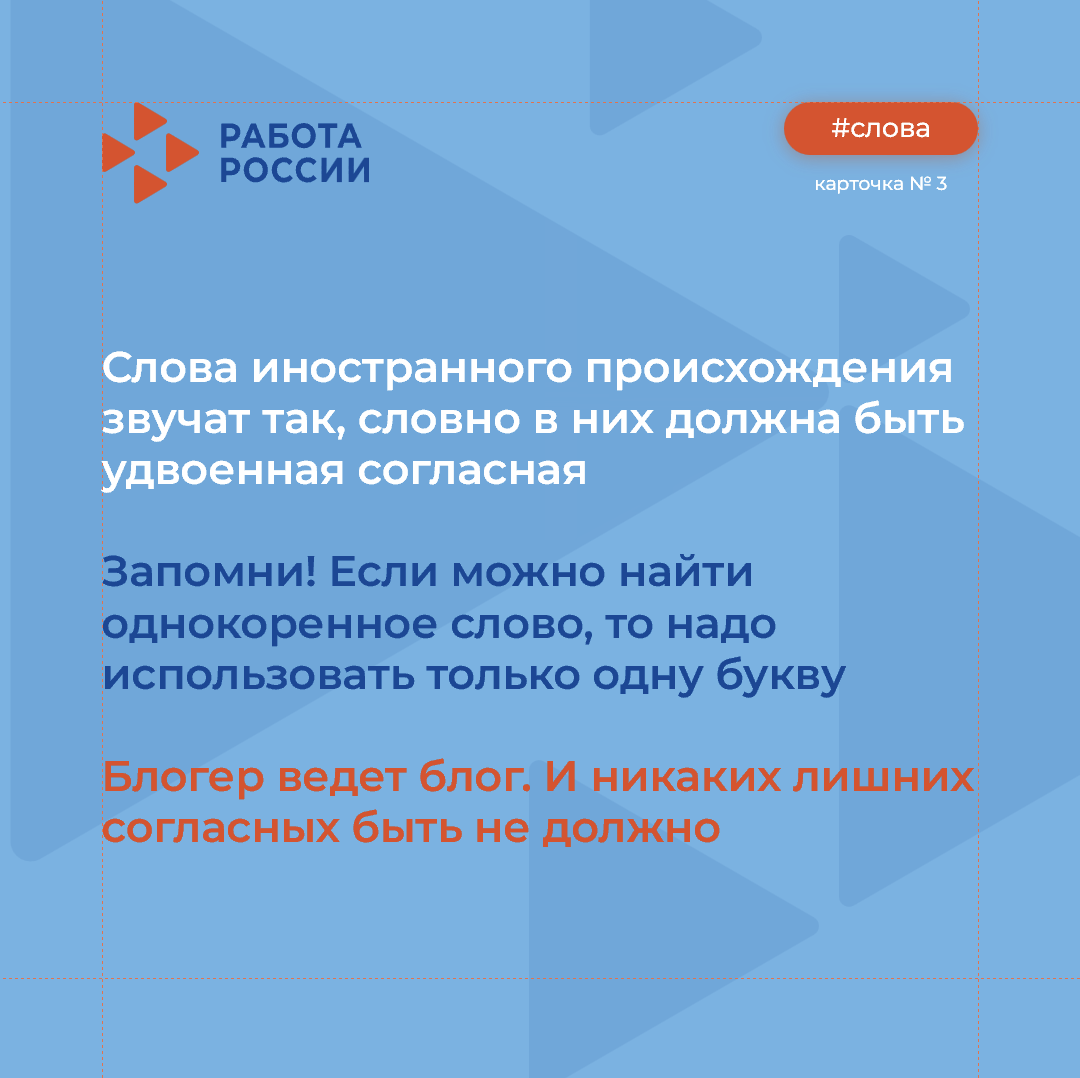 РАБОТА
РОССИИ
#слова
карточка № 3
Слова иностранного происхождения
звучат так, словно в них должна быть
удвоенная согласная
Запомни! Если можно найти
однокоренное слово, то надо
использовать только одну букву
Блогер ведет блог. И никаких лишних
согласных быть не должно